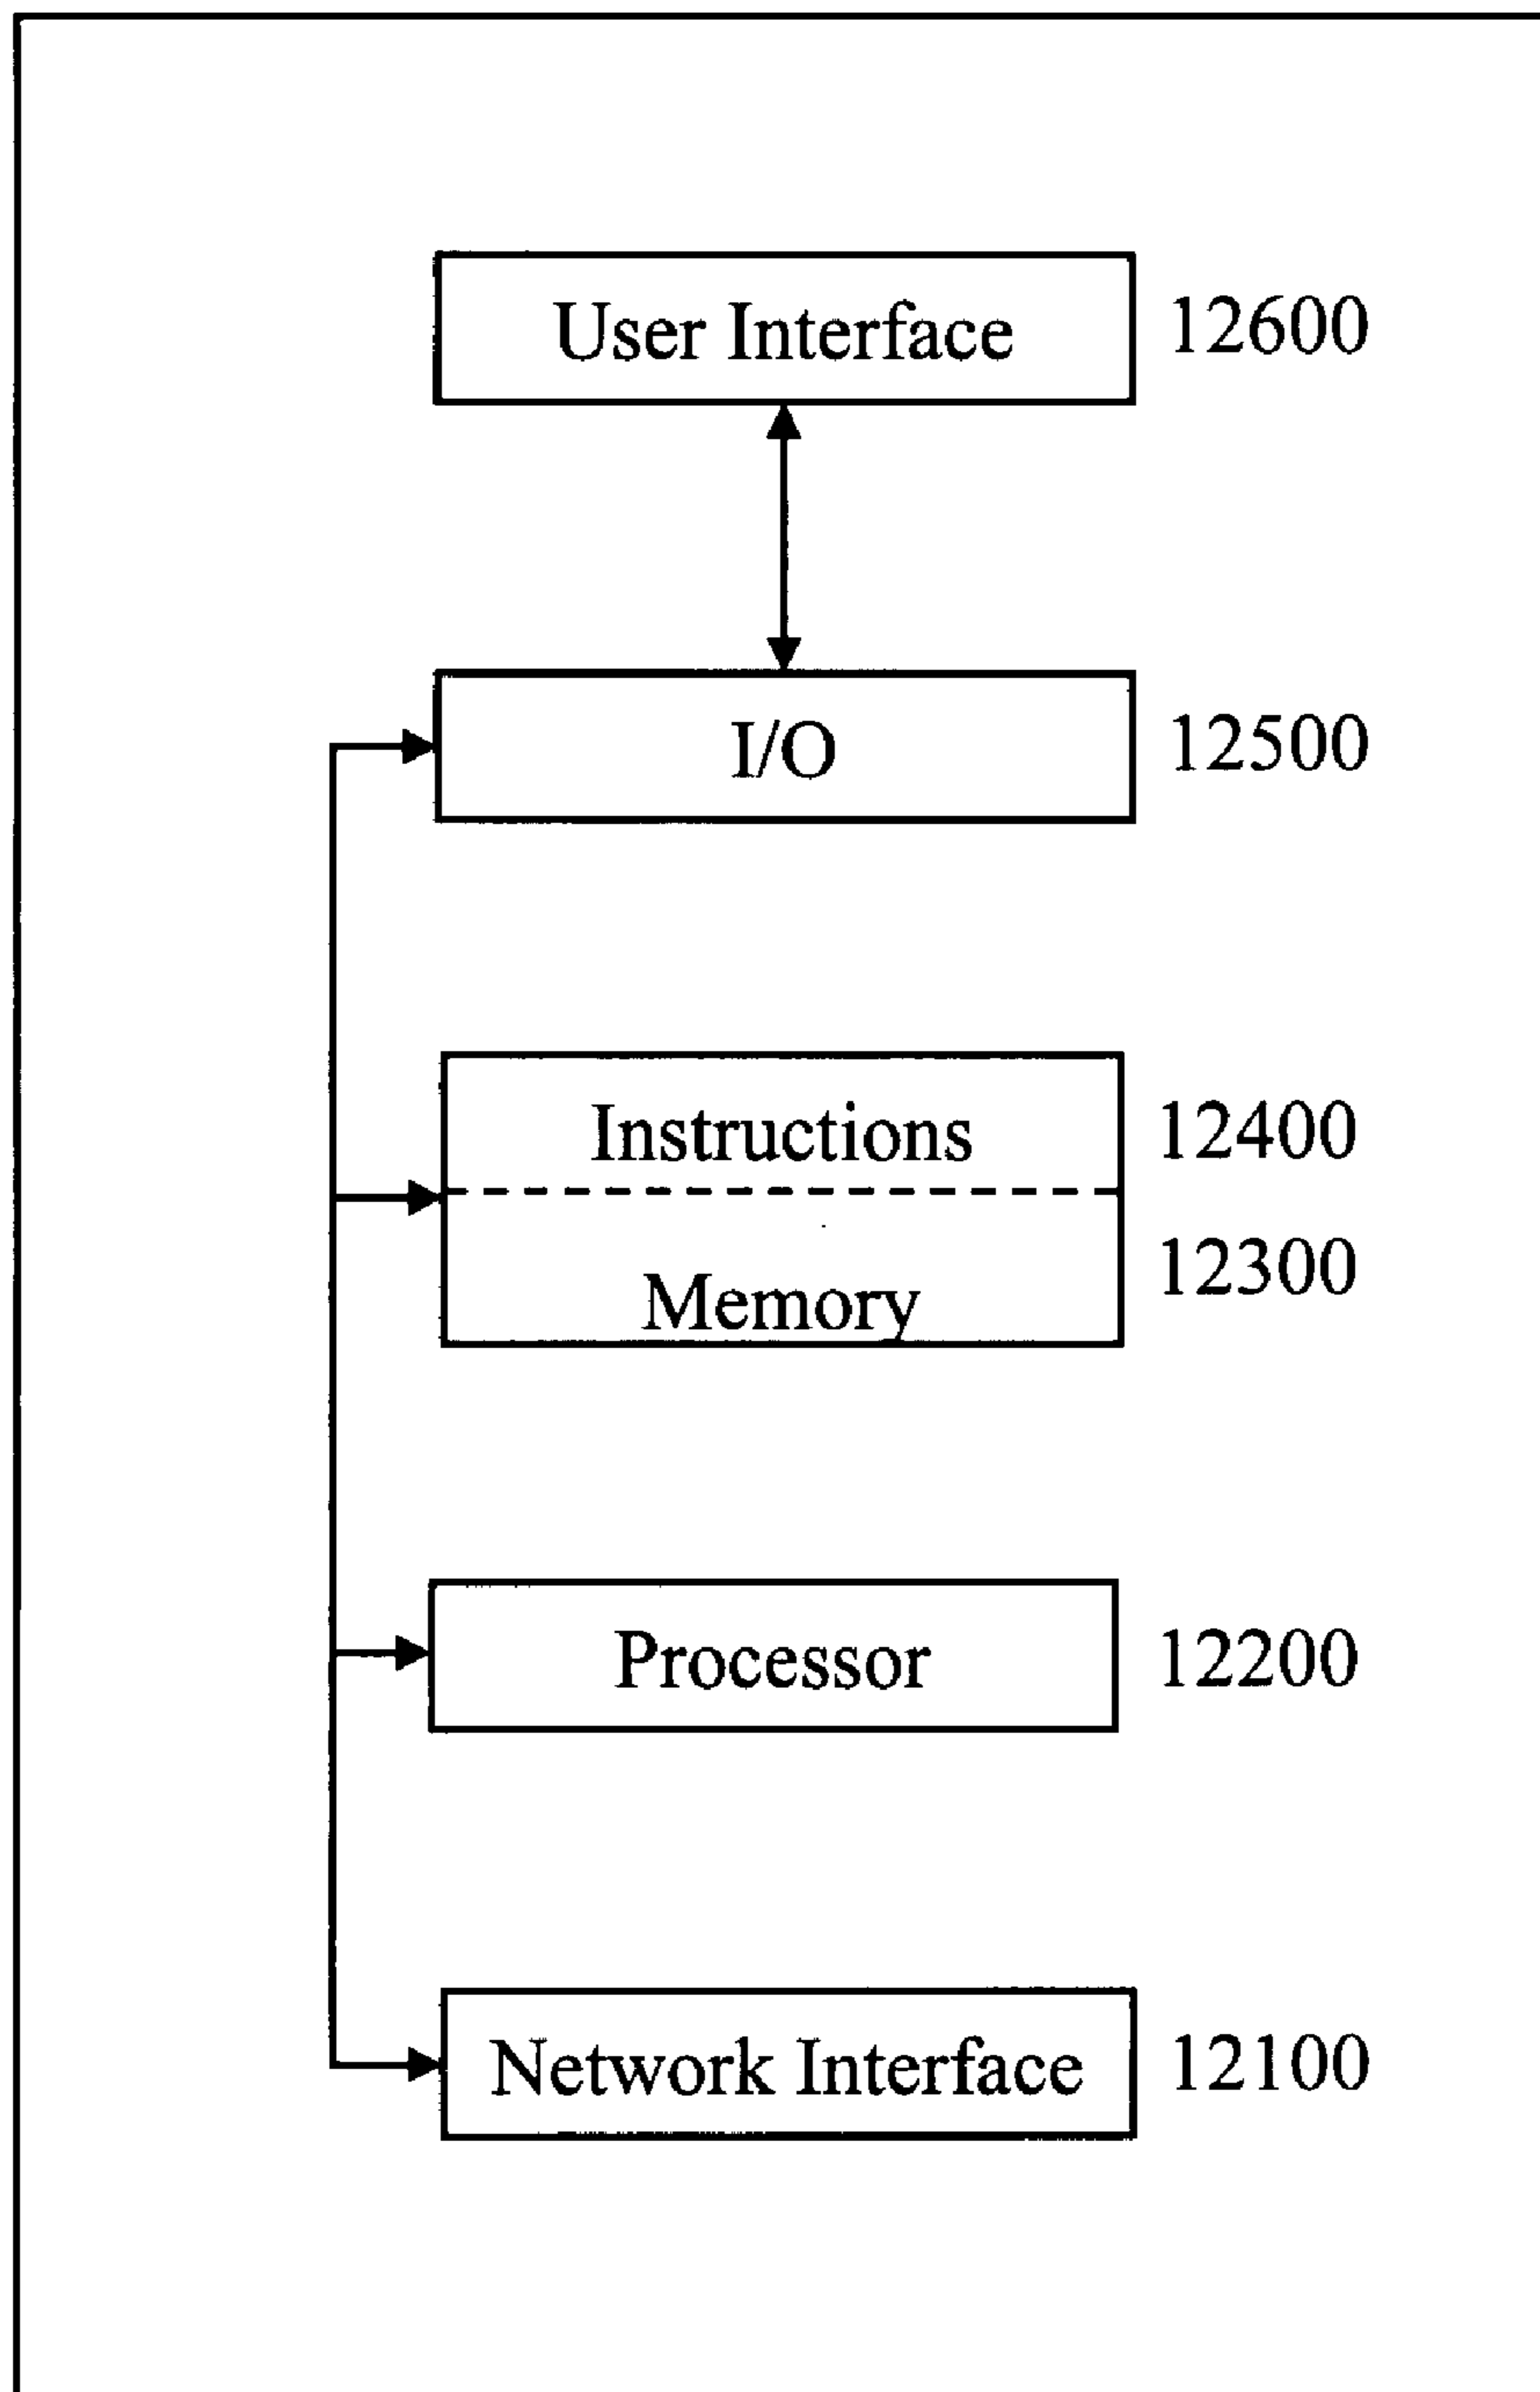 User Interface 12600
I/O 12500
Instructions 12400
Memory 12300
Processor 12200
Network Interface 12100